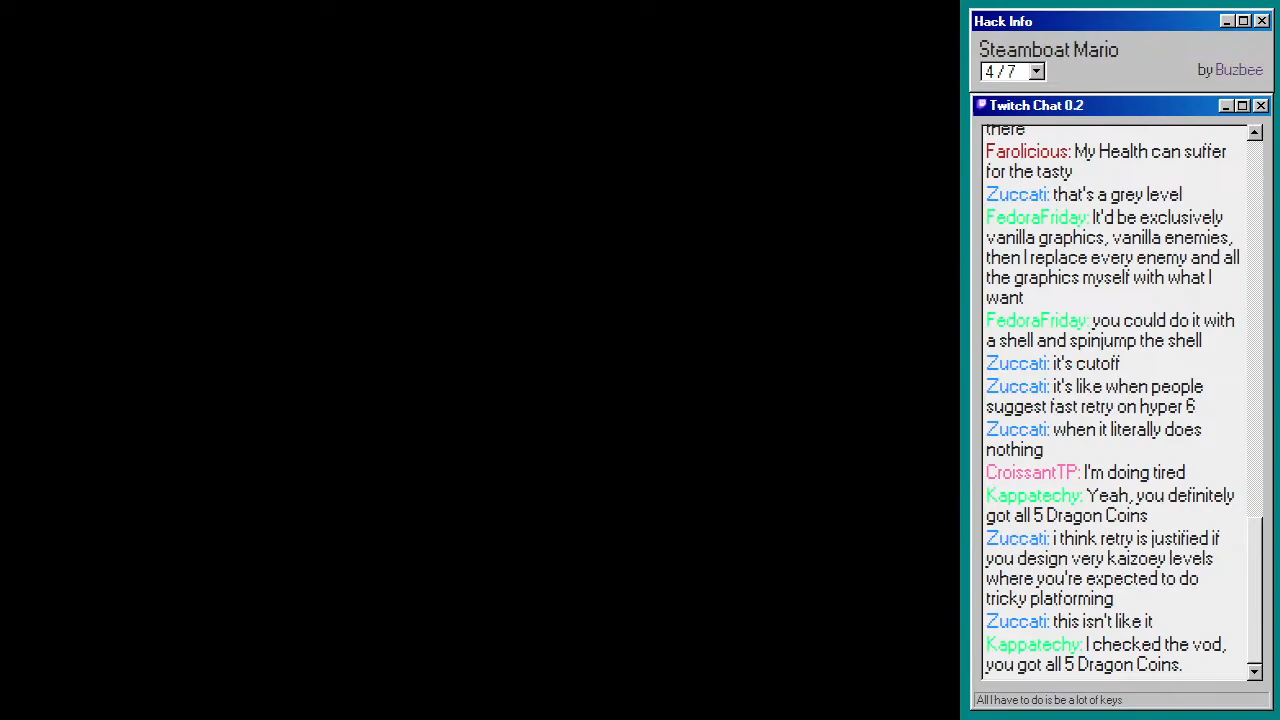 Hack Info
Steamboat Mario
4/7
by Buzbee
Twitch Chat 0.2
there
Farolicious: My Health can suffer
for the tasty
Zuccati: that's a grey level
FedoraFriday: It'd be exclusively
vanilla graphics, vanilla enemies,
then I replace every enemy and all
the graphics myself with what I
want
FedoraFriday: you could do it with
a shell and spinjump the shell
Zuccati: it's cutoff
Zuccati: it's like when people
suggest fast retry on hyper 6
Zuccati: when it literally does
nothing
CroissantTP: I'm doing tired
Kappatechy: Yeah, you definitely
got all 5 Dragon Coins
Zuccati: i think retry is justified if
you design very kaizoey levels
where you're expected to do
tricky platforming
Zuccati: this isn't like it
Kappatechy: I checked the vod,
you got all 5 Dragon Coins.
All I have to do is be a lot of keys